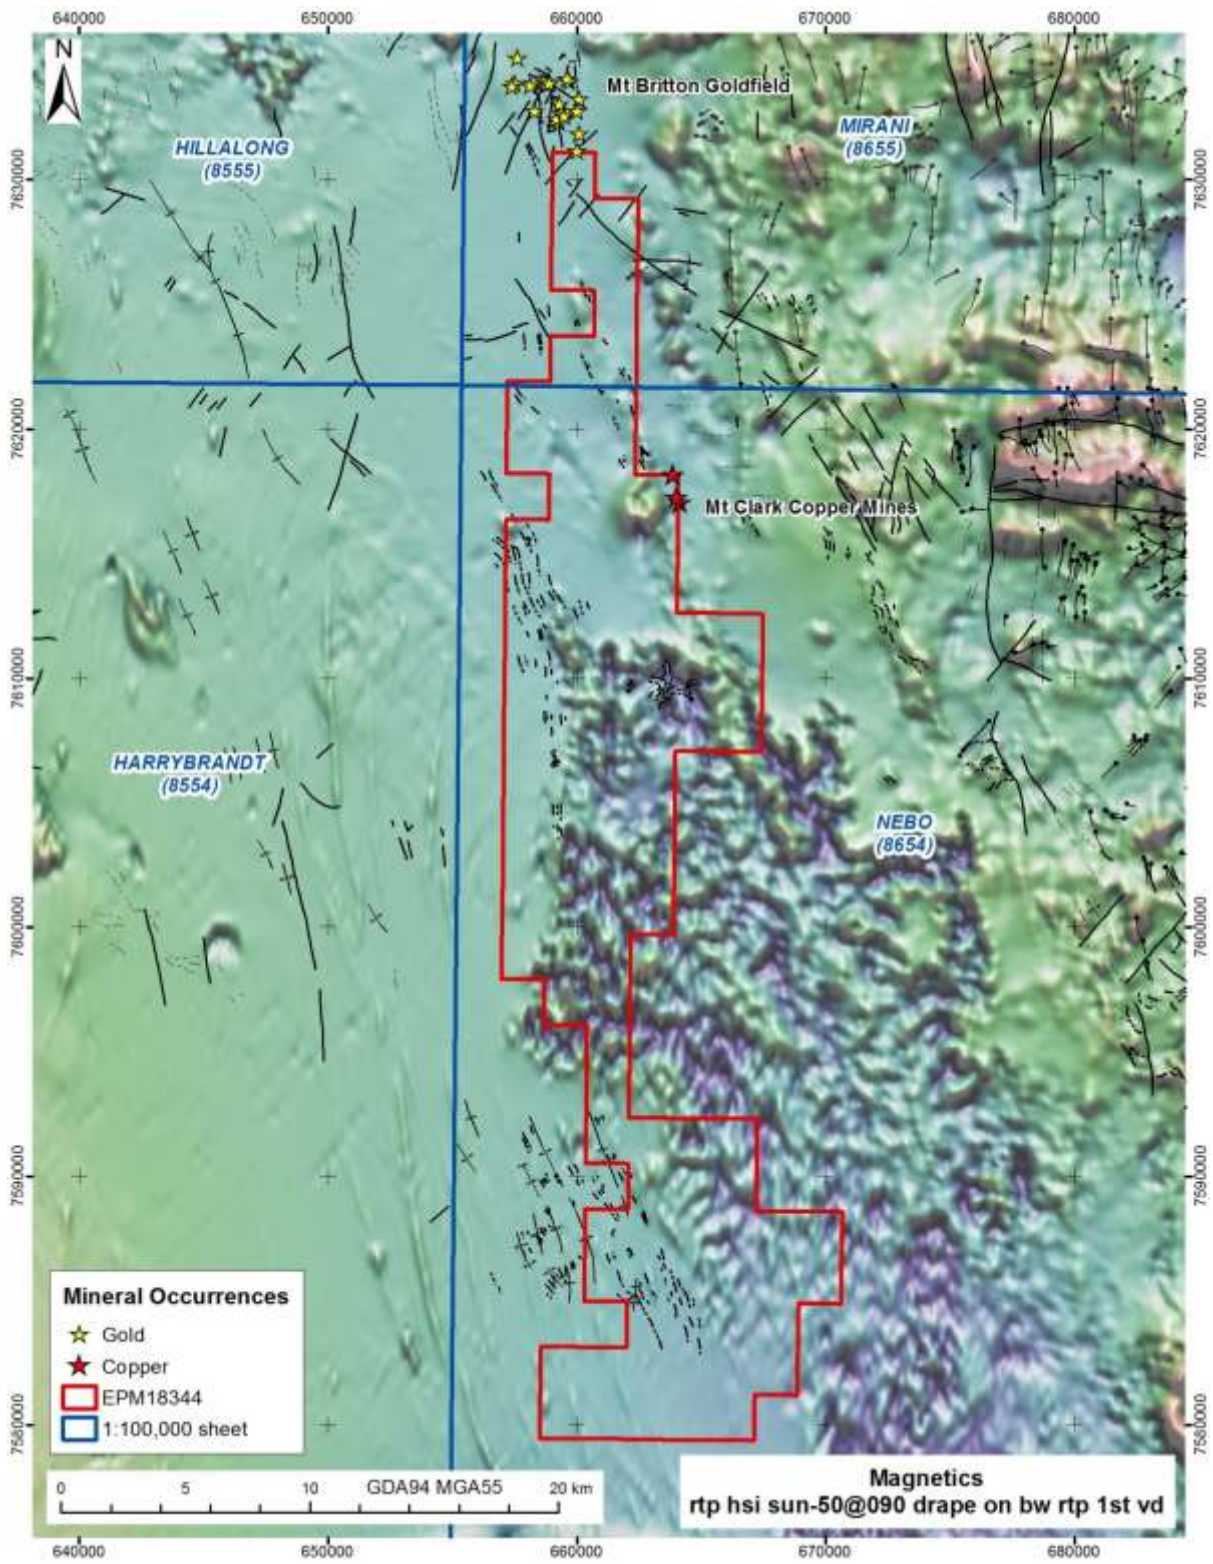 640000 650000 660000 670000 680000
N
Mt Britton Goldfield
HILLALONG
(8555)
MIRANI
(8655)
7630000 7630000
7620000 7620000
Mt Clark Copper Mines
7610000 7610000
HARRYBRANDT
(8554)
NEBO
(8654)
7600000 7600000
7590000 7590000
Mineral Occurrences
Gold
Copper
EPM18344
1:100,000 sheet
7580000 7580000
0 5 10 GDA94 MGA55 20 km
Magnetics
rtp hsi sun-50@090 drape on bw rtp 1st vd
640000 650000 660000 670000 680000